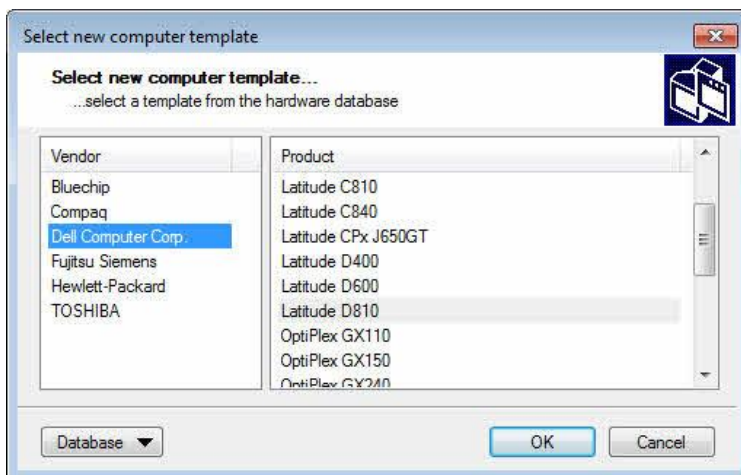 Select new computer template
Select new computer template...
...select a template from the hardware database
Vendor
Bluechip
Compaq
Dell Computer Corp.
Fujitsu Siemens
Hewlett-Packard
TOSHIBA
Product
Latitude C810
Latitude C840
Latitude CPx J650GT
Latitude D400
Latitude D600
Latitude D810
OptiPlex GX110
OptiPlex GX150
OptiPlex GX240
Database
OK
Cancel